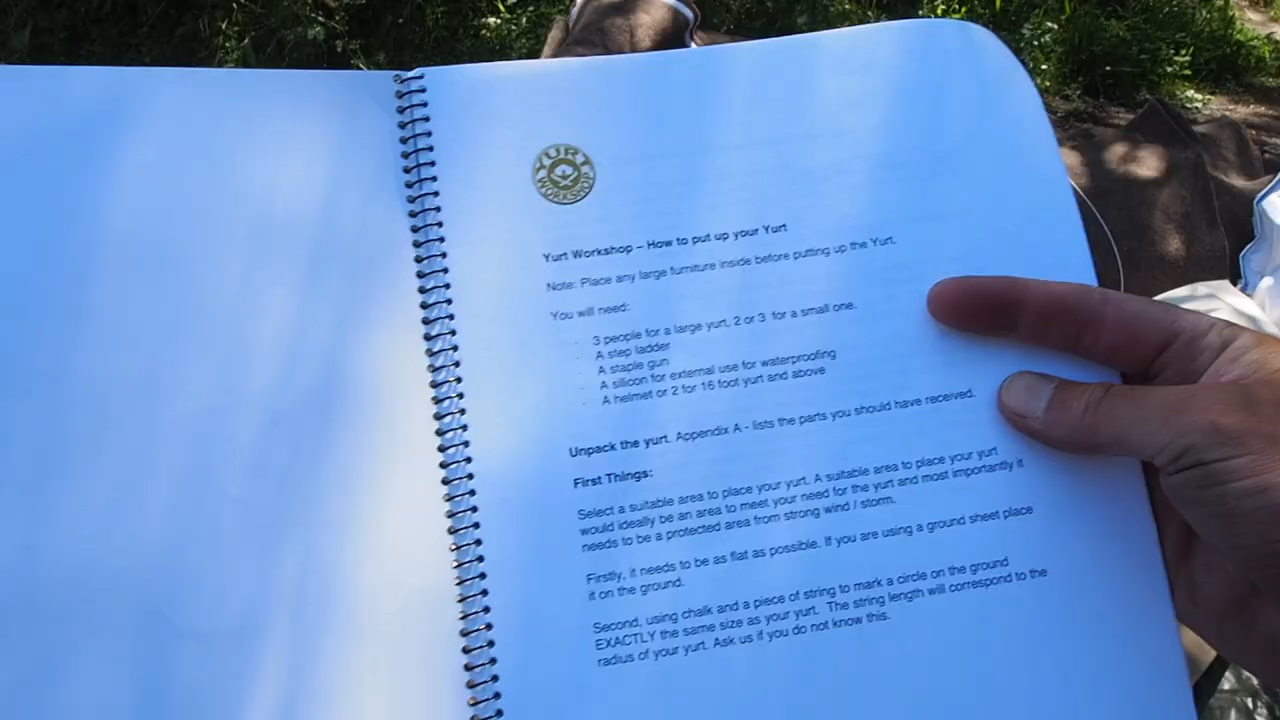 YURT
WORKSHOP
Yurt Workshop – How to put up your Yurt
Note: Place any large furniture inside before putting up the Yurt.
You will need:
- 3 people for a large yurt, 2 or 3 for a small one.
- A step ladder
- A staple gun
- A silicon for external use for waterproofing
- A helmet or 2 for 16 foot yurt and above
Unpack the yurt. Appendix A - lists the parts you should have received.
First Things:
Select a suitable area to place your yurt. A suitable area to place your yurt
would ideally be an area to meet your need for the yurt and most importantly it
needs to be a protected area from strong wind / storm.
Firstly, it needs to be as flat as possible. If you are using a ground sheet place
it on the ground.
Second, using chalk and a piece of string to mark a circle on the ground
EXACTLY the same size as your yurt. The string length will correspond to the
radius of your yurt. Ask us if you do not know this.